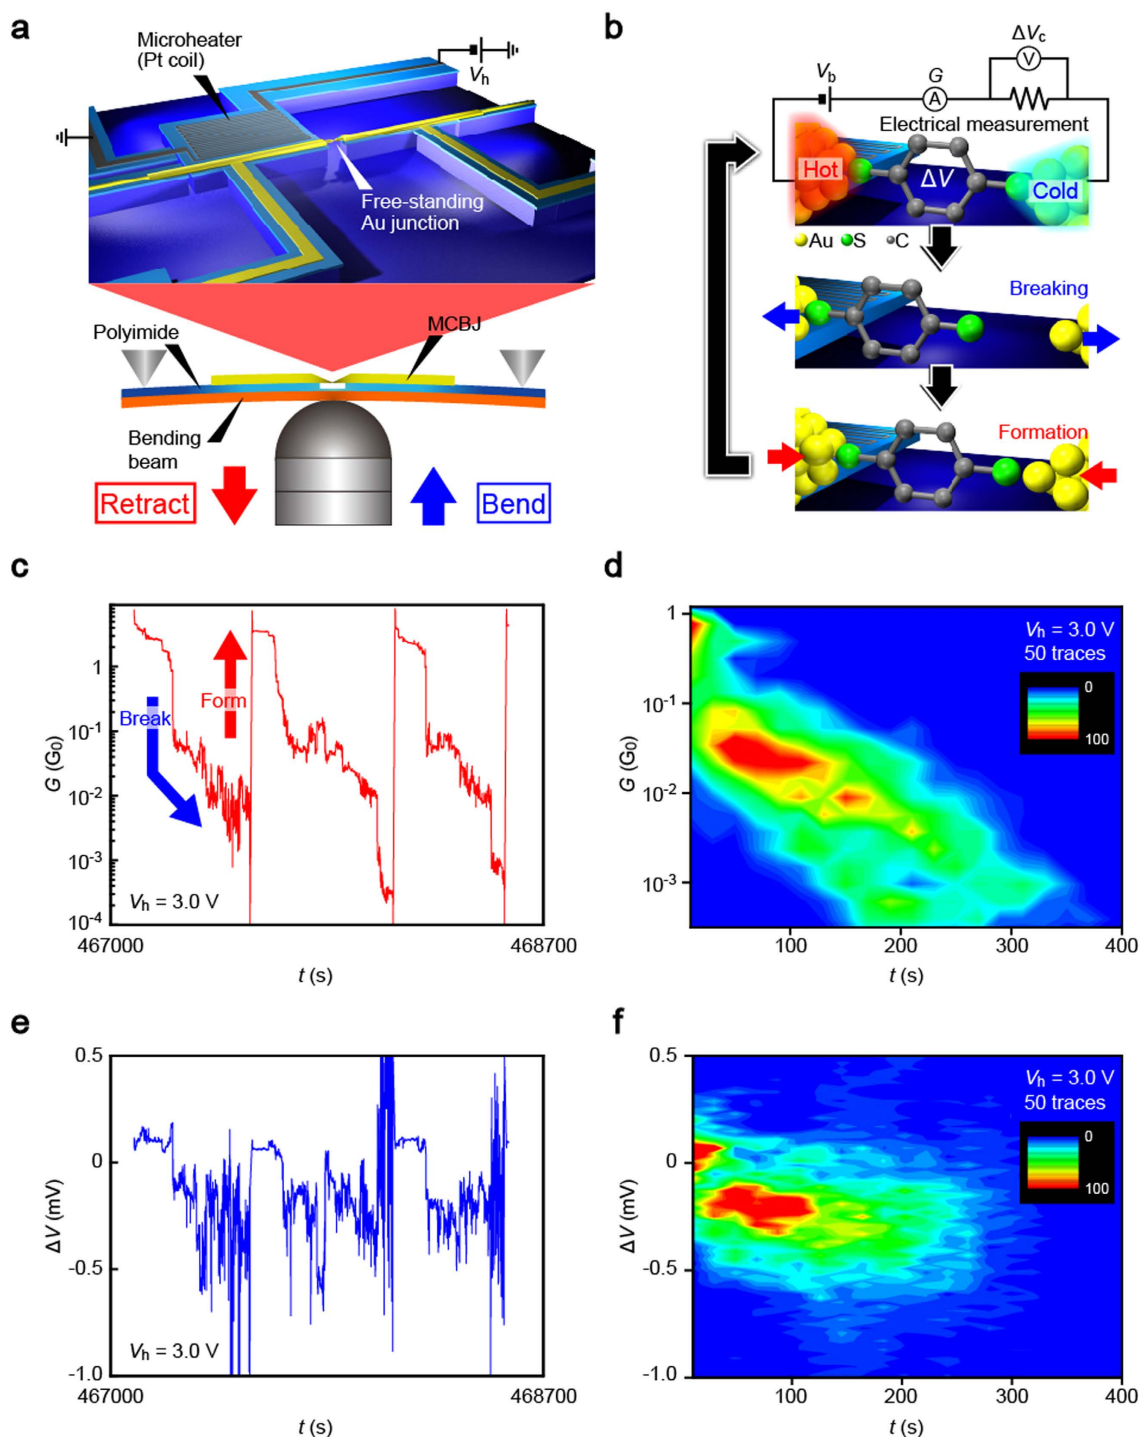 a
Microheater
(Pt coil)
Vh
Free-standing
Au junction
Polyimide
MCBJ
Bending
beam
Retract
Bend
b
ΔVc
V
Vb
G
A
Electrical measurement
Hot
ΔV
Cold
Au S C
Breaking
Formation
c
G (G0)
1
10-1
10-2
10-3
10-4
Break
Form
Vh = 3.0 V
467000
468700
t (s)
d
G (G0)
1
10-1
10-2
10-3
Vh = 3.0 V
50 traces
0
100
100
200
300
400
t (s)
e
ΔV (mV)
0.5
0
-0.5
-1.0
Vh = 3.0 V
467000
468700
t (s)
f
ΔV (mV)
0.5
0
-0.5
-1.0
Vh = 3.0 V
50 traces
0
100
100
200
300
400
t (s)